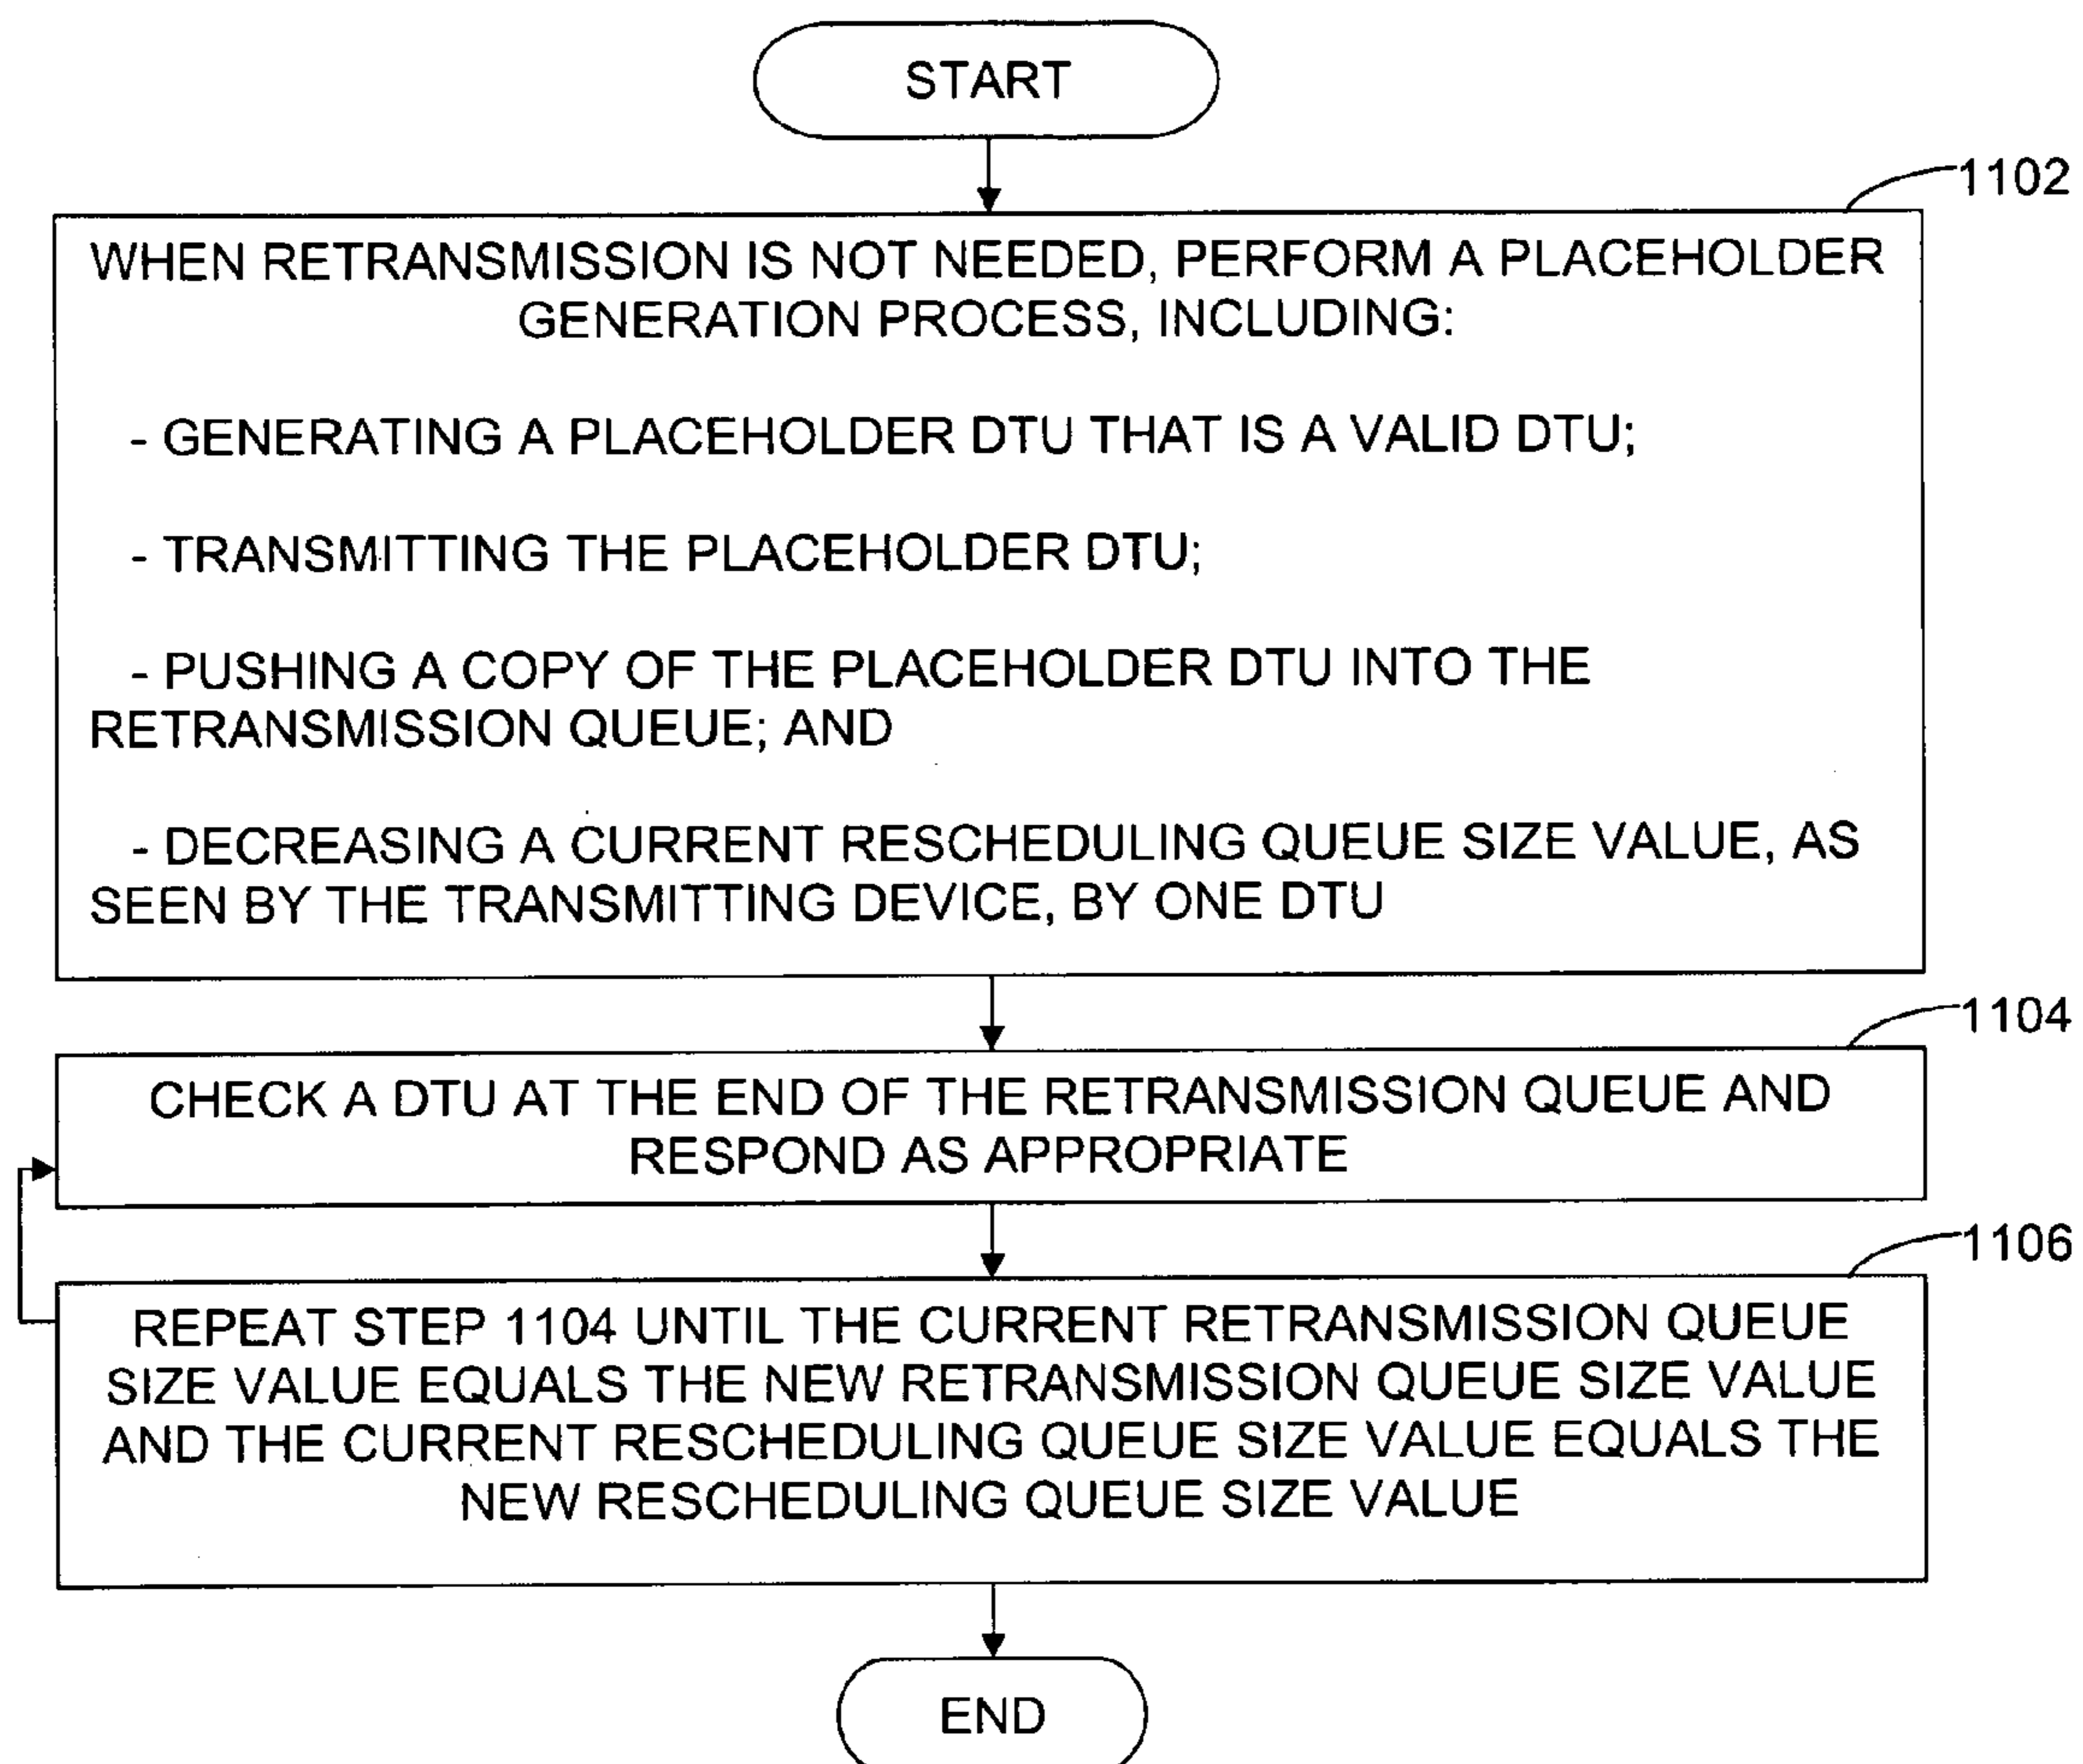 START
1102
WHEN RETRANSMISSION IS NOT NEEDED, PERFORM A PLACEHOLDER
GENERATION PROCESS, INCLUDING:
- GENERATING A PLACEHOLDER DTU THAT IS A VALID DTU;
- TRANSMITTING THE PLACEHOLDER DTU;
- PUSHING A COPY OF THE PLACEHOLDER DTU INTO THE
RETRANSMISSION QUEUE; AND
- DECREASING A CURRENT RESCHEDULING QUEUE SIZE VALUE, AS
SEEN BY THE TRANSMITTING DEVICE, BY ONE DTU
1104
CHECK A DTU AT THE END OF THE RETRANSMISSION QUEUE AND
RESPOND AS APPROPRIATE
1106
REPEAT STEP 1104 UNTIL THE CURRENT RETRANSMISSION QUEUE
SIZE VALUE EQUALS THE NEW RETRANSMISSION QUEUE SIZE VALUE
AND THE CURRENT RESCHEDULING QUEUE SIZE VALUE EQUALS THE
NEW RESCHEDULING QUEUE SIZE VALUE
END